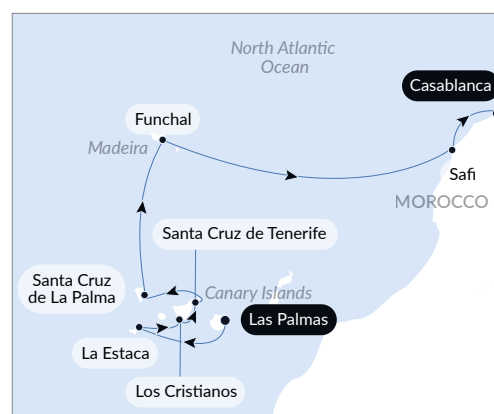 North Atlantic
Ocean
Casablanca
Funchal
Madeira
Safi
MOROCCO
Santa Cruz de Tenerife
Santa Cruz
de La Palma
Canary Islands
Las Palmas
La Estaca
Los Cristianos